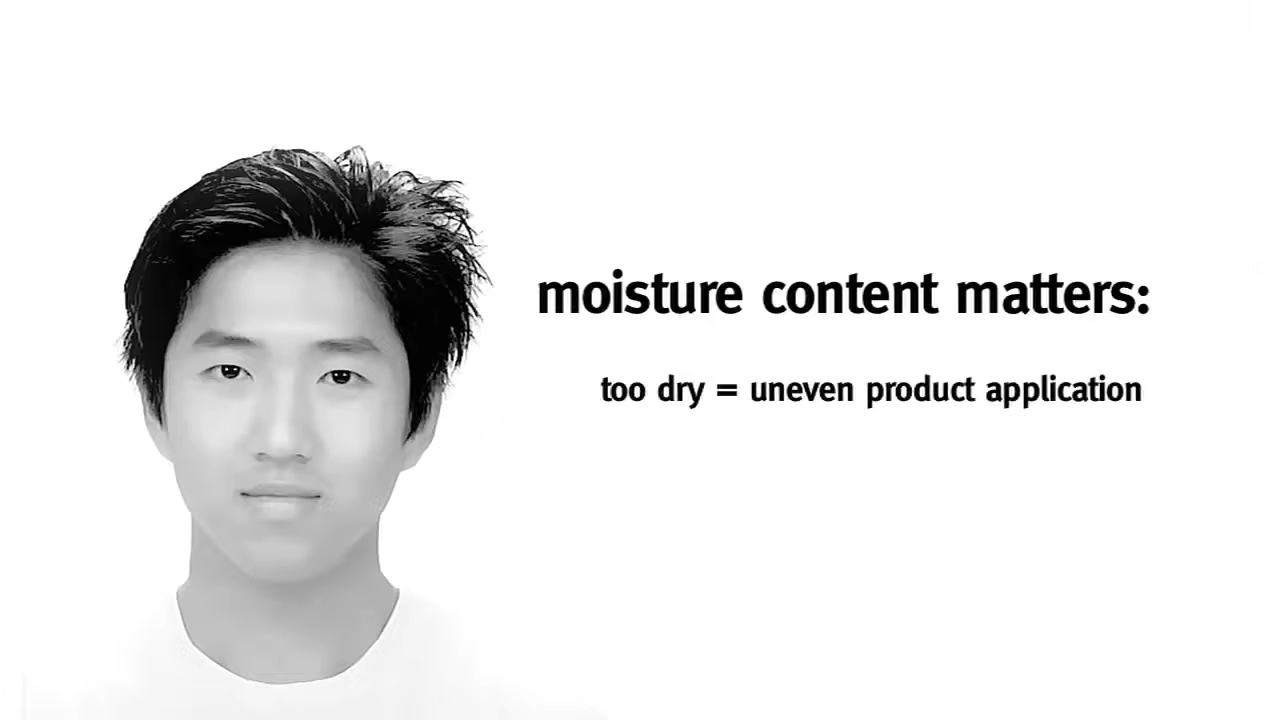 moisture content matters:
too dry = uneven product application